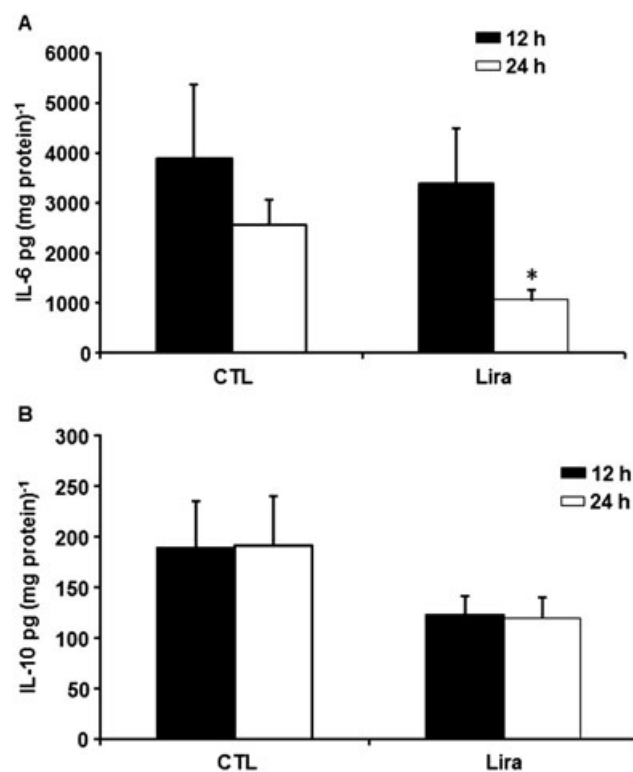 A
12 h
24 h
IL-6 pg (mg protein)⁻¹
6000
5000
4000
3000
2000
1000
0
*
CTL
Lira
B
12 h
24 h
IL-10 pg (mg protein)⁻¹
300
250
200
150
100
50
0
CTL
Lira